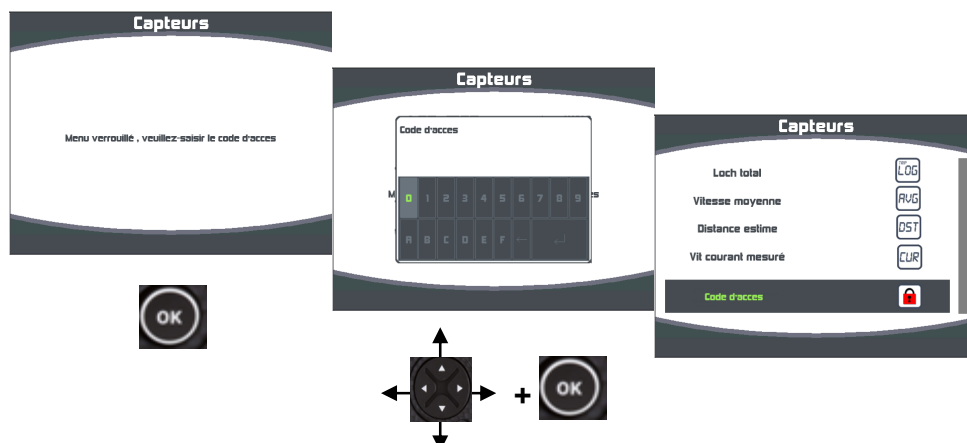 Capteurs
Menu verrouillé , veuillez-saisir le code d'acces
OK
Capteurs
Code d'acces
M es
0 1 2 3 4 5 6 7 8 9
A B C D E F ← ↵
+ OK
Capteurs
Loch total TRP LOG
Vitesse moyenne AVG
Distance estime DST
Vit courant mesuré CUR
Code d'acces